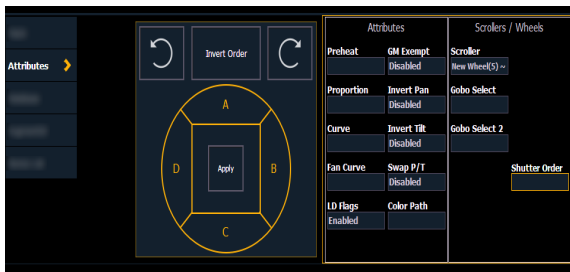 Attributes
Invert Order
A
D
Apply
B
C
Attributes
Preheat
GM Exempt
Disabled
Proportion
Invert Pan
Disabled
Curve
Invert Tilt
Disabled
Fan Curve
Swap P/T
Disabled
LD Flags
Enabled
Color Path
Scrollers / Wheels
Scroller
New Wheel(5) ~
Gobo Select
Gobo Select 2
Shutter Order